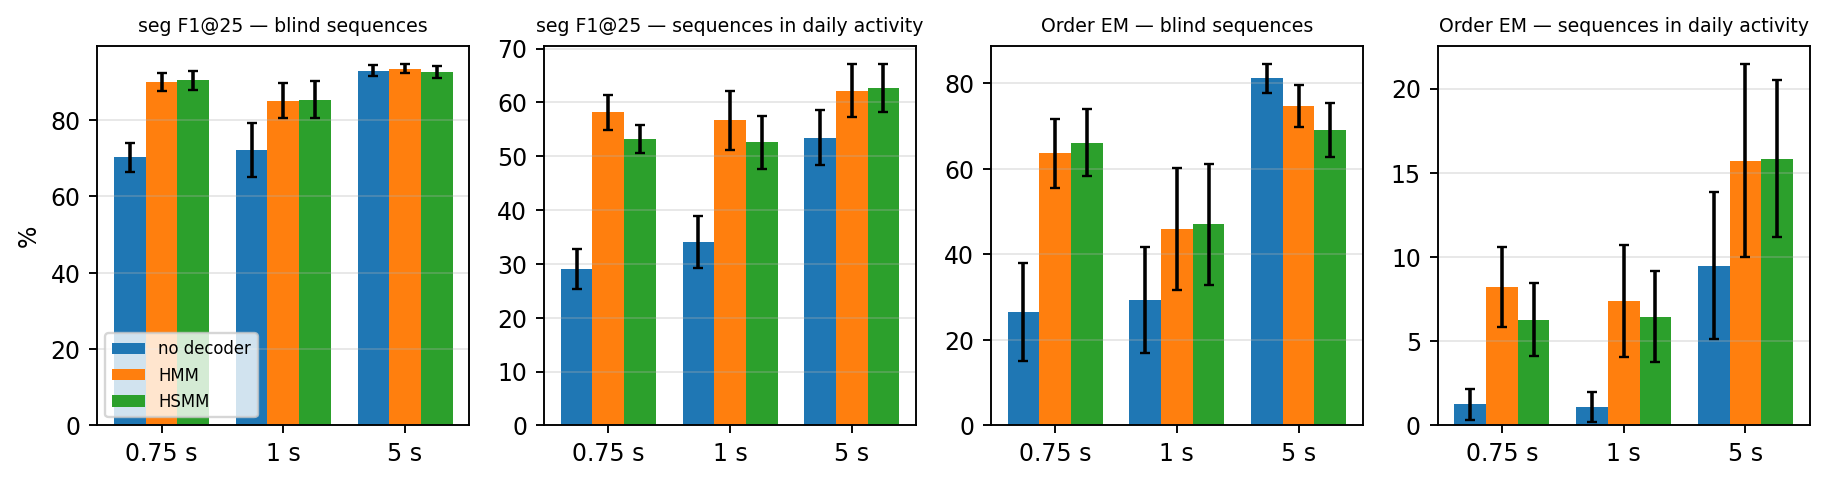 seg F1@25 — blind sequences
%
80
60
40
20
0
0.75 s
1 s
5 s
no decoder
HMM
HSMM
seg F1@25 — sequences in daily activity
70
60
50
40
30
20
10
0
0.75 s
1 s
5 s
Order EM — blind sequences
80
60
40
20
0
0.75 s
1 s
5 s
Order EM — sequences in daily activity
20
15
10
5
0
0.75 s
1 s
5 s